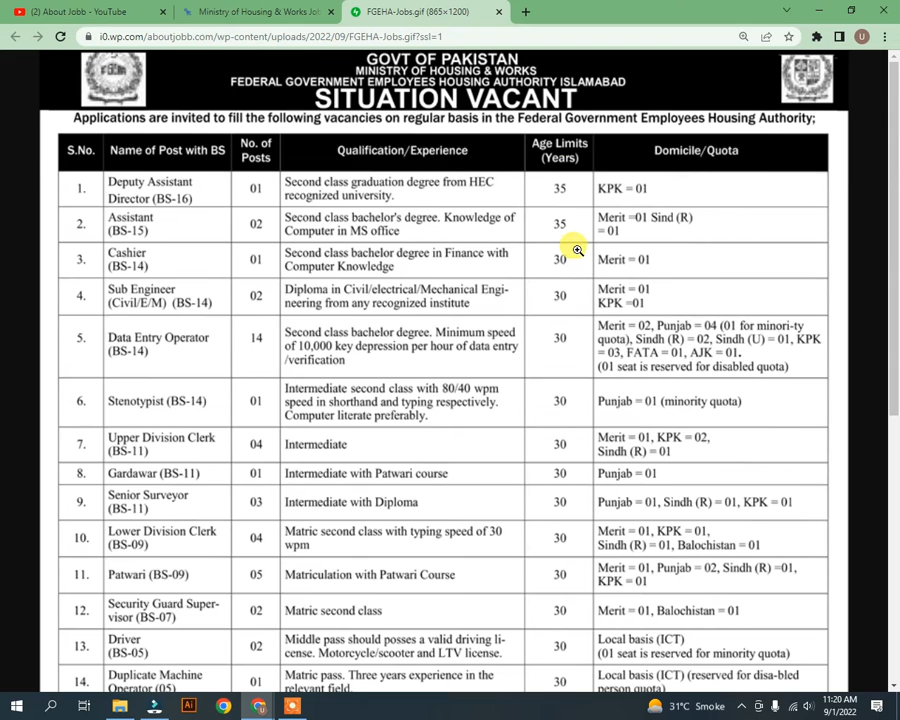 (2) About Jobb - YouTube
Ministry of Housing & Works Jol
FGEHA-Jobs.gif (865×1200)
i0.wp.com/aboutjobb.com/wp-content/uploads/2022/09/FGEHA-Jobs.gif?ssl=1
U
GOVT OF PAKISTAN
MINISTRY OF HOUSING & WORKS
FEDERAL GOVERNMENT EMPLOYEES HOUSING AUTHORITY ISLAMABAD
SITUATION VACANT
Applications are invited to fill the following vacancies on regular basis in the Federal Government Employees Housing Authority;
S.No. Name of Post with BS No. of Posts Qualification/Experience Age Limits (Years) Domicile/Quota
1. Deputy Assistant Director (BS-16) 01 Second class graduation degree from HEC recognized university. 35 KPK = 01
2. Assistant (BS-15) 02 Second class bachelor's degree. Knowledge of Computer in MS office 35 Merit =01 Sind (R) = 01
3. Cashier (BS-14) 01 Second class bachelor degree in Finance with Computer Knowledge 30 Merit = 01
4. Sub Engineer (Civil/E/M) (BS-14) 02 Diploma in Civil/electrical/Mechanical Engi-neering from any recognized institute 30 Merit = 01 KPK =01
5. Data Entry Operator (BS-14) 14 Second class bachelor degree. Minimum speed of 10,000 key depression per hour of data entry /verification 30 Merit = 02, Punjab = 04 (01 for minori-ty quota), Sindh (R) = 02, Sindh (U) = 01, KPK = 03, FATA = 01, AJK = 01. (01 seat is reserved for disabled quota)
6. Stenotypist (BS-14) 01 Intermediate second class with 80/40 wpm speed in shorthand and typing respectively. Computer literate preferably. 30 Punjab = 01 (minority quota)
7. Upper Division Clerk (BS-11) 04 Intermediate 30 Merit = 01, KPK = 02, Sindh (R) = 01
8. Gardawar (BS-11) 01 Intermediate with Patwari course 30 Punjab = 01
9. Senior Surveyor (BS-11) 03 Intermediate with Diploma 30 Punjab = 01, Sindh (R) = 01, KPK = 01
10. Lower Division Clerk (BS-09) 04 Matric second class with typing speed of 30 wpm 30 Merit = 01, KPK = 01, Sindh (R) = 01, Balochistan = 01
11. Patwari (BS-09) 05 Matriculation with Patwari Course 30 Merit = 01, Punjab = 02, Sindh (R) =01, KPK = 01
12. Security Guard Super-visor (BS-07) 02 Matric second class 30 Merit = 01, Balochistan = 01
13. Driver (BS-05) 02 Middle pass should posses a valid driving li-cense. Motorcycle/scooter and LTV license. 30 Local basis (ICT) (01 seat is reserved for minority quota)
14. Duplicate Machine Operator (05) 01 Matric pass. Three years experience in the relevant field. 30 Local basis (ICT) (reserved for disa-bled person quota)
Ai
31°C Smoke
11:20 AM
9/1/2022